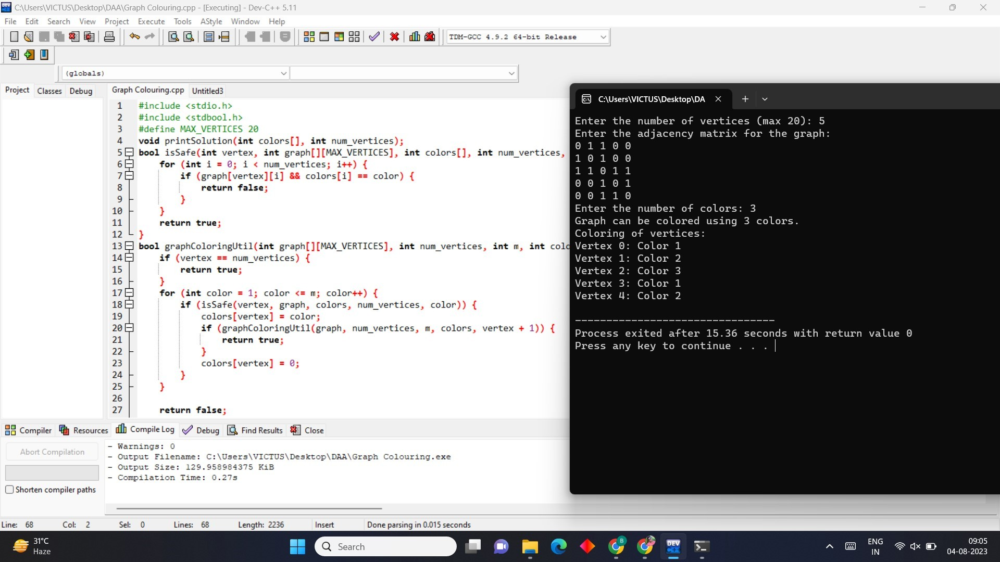 C:\Users\VICTUS\Desktop\DAA\Graph Colouring.cpp - [Executing] - Dev-C++ 5.11
File Edit Search View Project Execute Tools AStyle Window Help
TDM-GCC 4.9.2 64-bit Release
(globals)
Project Classes Debug
Graph Colouring.cpp Untitled3
1 #include <stdio.h>
2 #include <stdbool.h>
3 #define MAX_VERTICES 20
4 void printSolution(int colors[], int num_vertices);
5 bool isSafe(int vertex, int graph[][MAX_VERTICES], int colors[], int num_vertices,
6 for (int i = 0; i < num_vertices; i++) {
7 if (graph[vertex][i] && colors[i] == color) {
8 return false;
9 }
10 }
11 return true;
12 }
13 bool graphColoringUtil(int graph[][MAX_VERTICES], int num_vertices, int m, int colo
14 if (vertex == num_vertices) {
15 return true;
16 }
17 for (int color = 1; color <= m; color++) {
18 if (isSafe(vertex, graph, colors, num_vertices, color)) {
19 colors[vertex] = color;
20 if (graphColoringUtil(graph, num_vertices, m, colors, vertex + 1)) {
21 return true;
22 }
23 colors[vertex] = 0;
24 }
25 }
26
27 return false;
C:\Users\VICTUS\Desktop\DA
Enter the number of vertices (max 20): 5
Enter the adjacency matrix for the graph:
0 1 1 0 0
1 0 1 0 0
1 1 0 1 1
0 0 1 0 1
0 0 1 1 0
Enter the number of colors: 3
Graph can be colored using 3 colors.
Coloring of vertices:
Vertex 0: Color 1
Vertex 1: Color 2
Vertex 2: Color 3
Vertex 3: Color 1
Vertex 4: Color 2
--------------------------------
Process exited after 15.36 seconds with return value 0
Press any key to continue . . .
Compiler Resources Compile Log Debug Find Results Close
Abort Compilation
Shorten compiler paths
- Warnings: 0
- Output Filename: C:\Users\VICTUS\Desktop\DAA\Graph Colouring.exe
- Output Size: 129.958984375 KiB
- Compilation Time: 0.27s
Line: 68 Col: 2 Sel: 0 Lines: 68 Length: 2236 Insert Done parsing in 0.015 seconds
31°C
Haze
Search
DEV
ENG
IN
09:05
04-08-2023